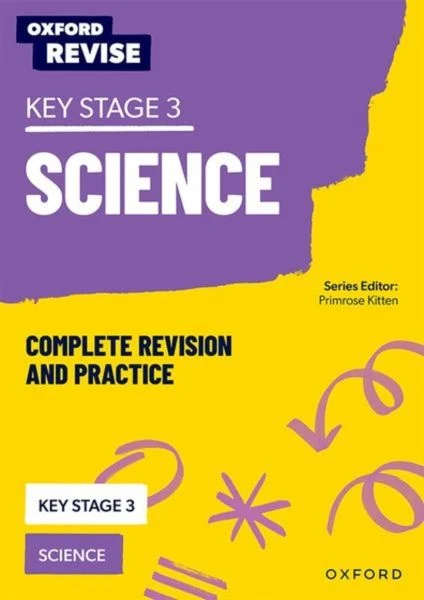 OXFORD
REVISE
KEY STAGE 3
SCIENCE
Series Editor:
Primrose Kitten
COMPLETE REVISION
AND PRACTICE
KEY STAGE 3
SCIENCE
OXFORD